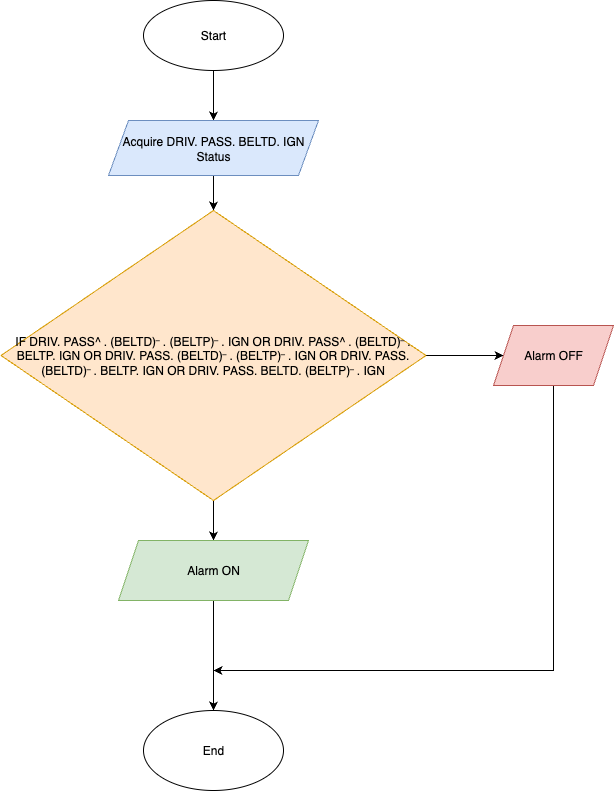 Start
Acquire DRIV. PASS. BELTD. IGN
Status
IF DRIV. PASS^ . (BELTD)⁻ . (BELTP)⁻ . IGN OR DRIV. PASS^ . (BELTD)⁻ .
BELTP. IGN OR DRIV. PASS. (BELTD)⁻ . (BELTP)⁻ . IGN OR DRIV. PASS.
(BELTD)⁻ . BELTP. IGN OR DRIV. PASS. BELTD. (BELTP)⁻ . IGN
Alarm OFF
Alarm ON
End